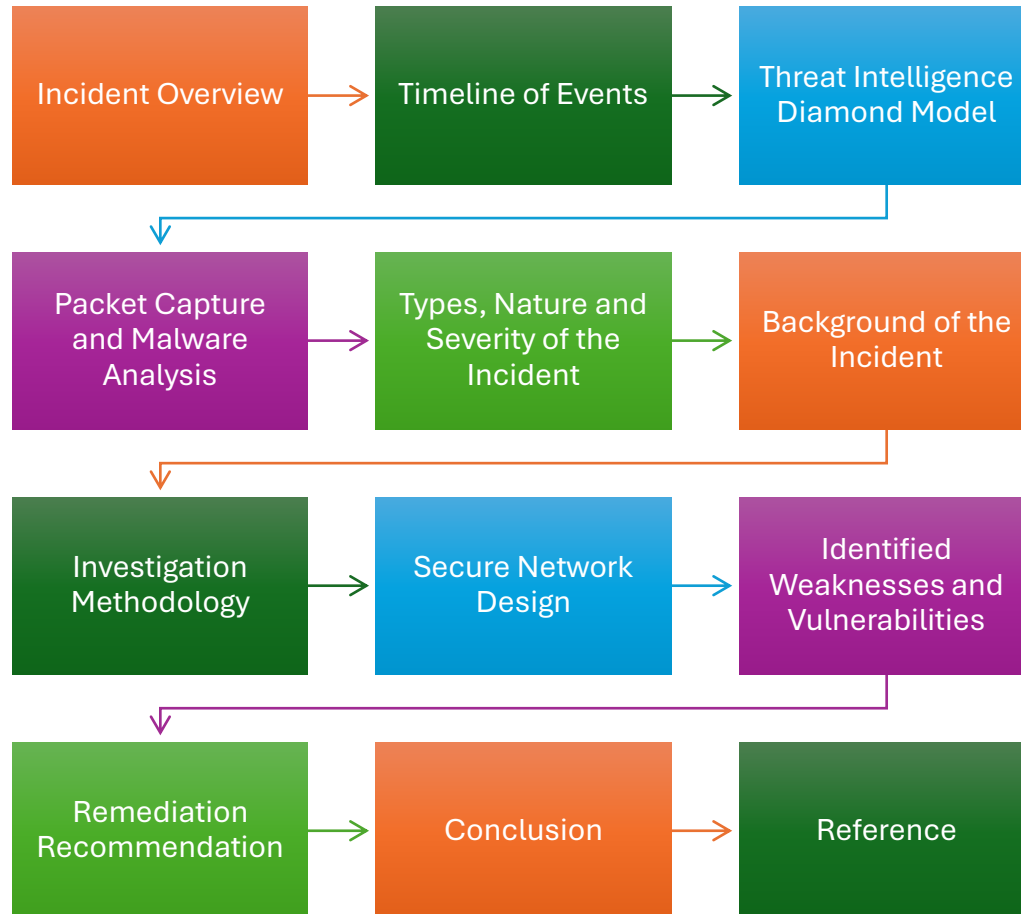 Incident Overview
Timeline of Events
Threat Intelligence
Diamond Model
Packet Capture
and Malware
Analysis
Types, Nature and
Severity of the
Incident
Background of the
Incident
Investigation
Methodology
Secure Network
Design
Identified
Weaknesses and
Vulnerabilities
Remediation
Recommendation
Conclusion
Reference